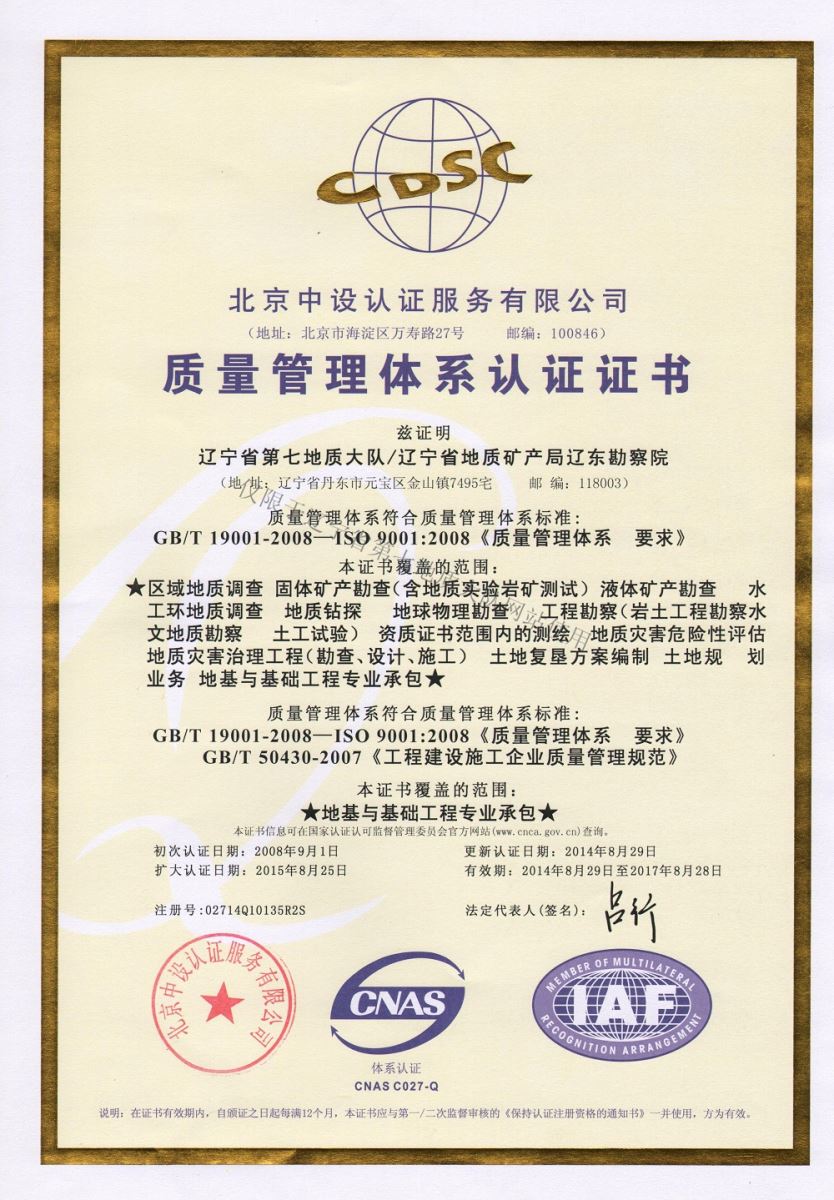 CDSC
北京中设认证服务有限公司
（地址：北京市海淀区万寿路27号 邮编：100846）
质量管理体系认证证书
兹证明
辽宁省第七地质大队/辽宁省地质矿产局辽东勘察院
（地 址：辽宁省丹东市元宝区金山镇7495宅 邮 编：118003）
质量管理体系符合质量管理体系标准：
GB/T 19001-2008—ISO 9001:2008《质量管理体系 要求》
本证书覆盖的范围：
★区域地质调查 固体矿产勘查（含地质实验岩矿测试） 液体矿产勘查 水
工环地质调查 地质钻探 地球物理勘查 工程勘察（岩土工程勘察水
文地质勘察 土工试验） 资质证书范围内的测绘 地质灾害危险性评估
地质灾害治理工程（勘查、设计、施工） 土地复垦方案编制 土地规 划
业务 地基与基础工程专业承包★
仅限于辽宁省第七地质大队网站使用
质量管理体系符合质量管理体系标准：
GB/T 19001-2008—ISO 9001:2008《质量管理体系 要求》
GB/T 50430-2007《工程建设施工企业质量管理规范》
本证书覆盖的范围：
★地基与基础工程专业承包★
本证书信息可在国家认证认可监督管理委员会官方网站(www.cnca.gov.cn)查询。
初次认证日期：2008年9月1日 更新认证日期：2014年8月29日
扩大认证日期：2015年8月25日 有效期：2014年8月29日至2017年8月28日
注册号:02714Q10135R2S 法定代表人(签名)：
北京中设认证服务有限公司
CNAS
体系认证
CNAS C027-Q
MEMBER OF MULTILATERAL
IAF
RECOGNITION ARRANGEMENT
说明：在证书有效期内，自颁证之日起每满12个月，本证书应与第一/二次监督审核的《保持认证注册资格的通知书》一并使用，方为有效。